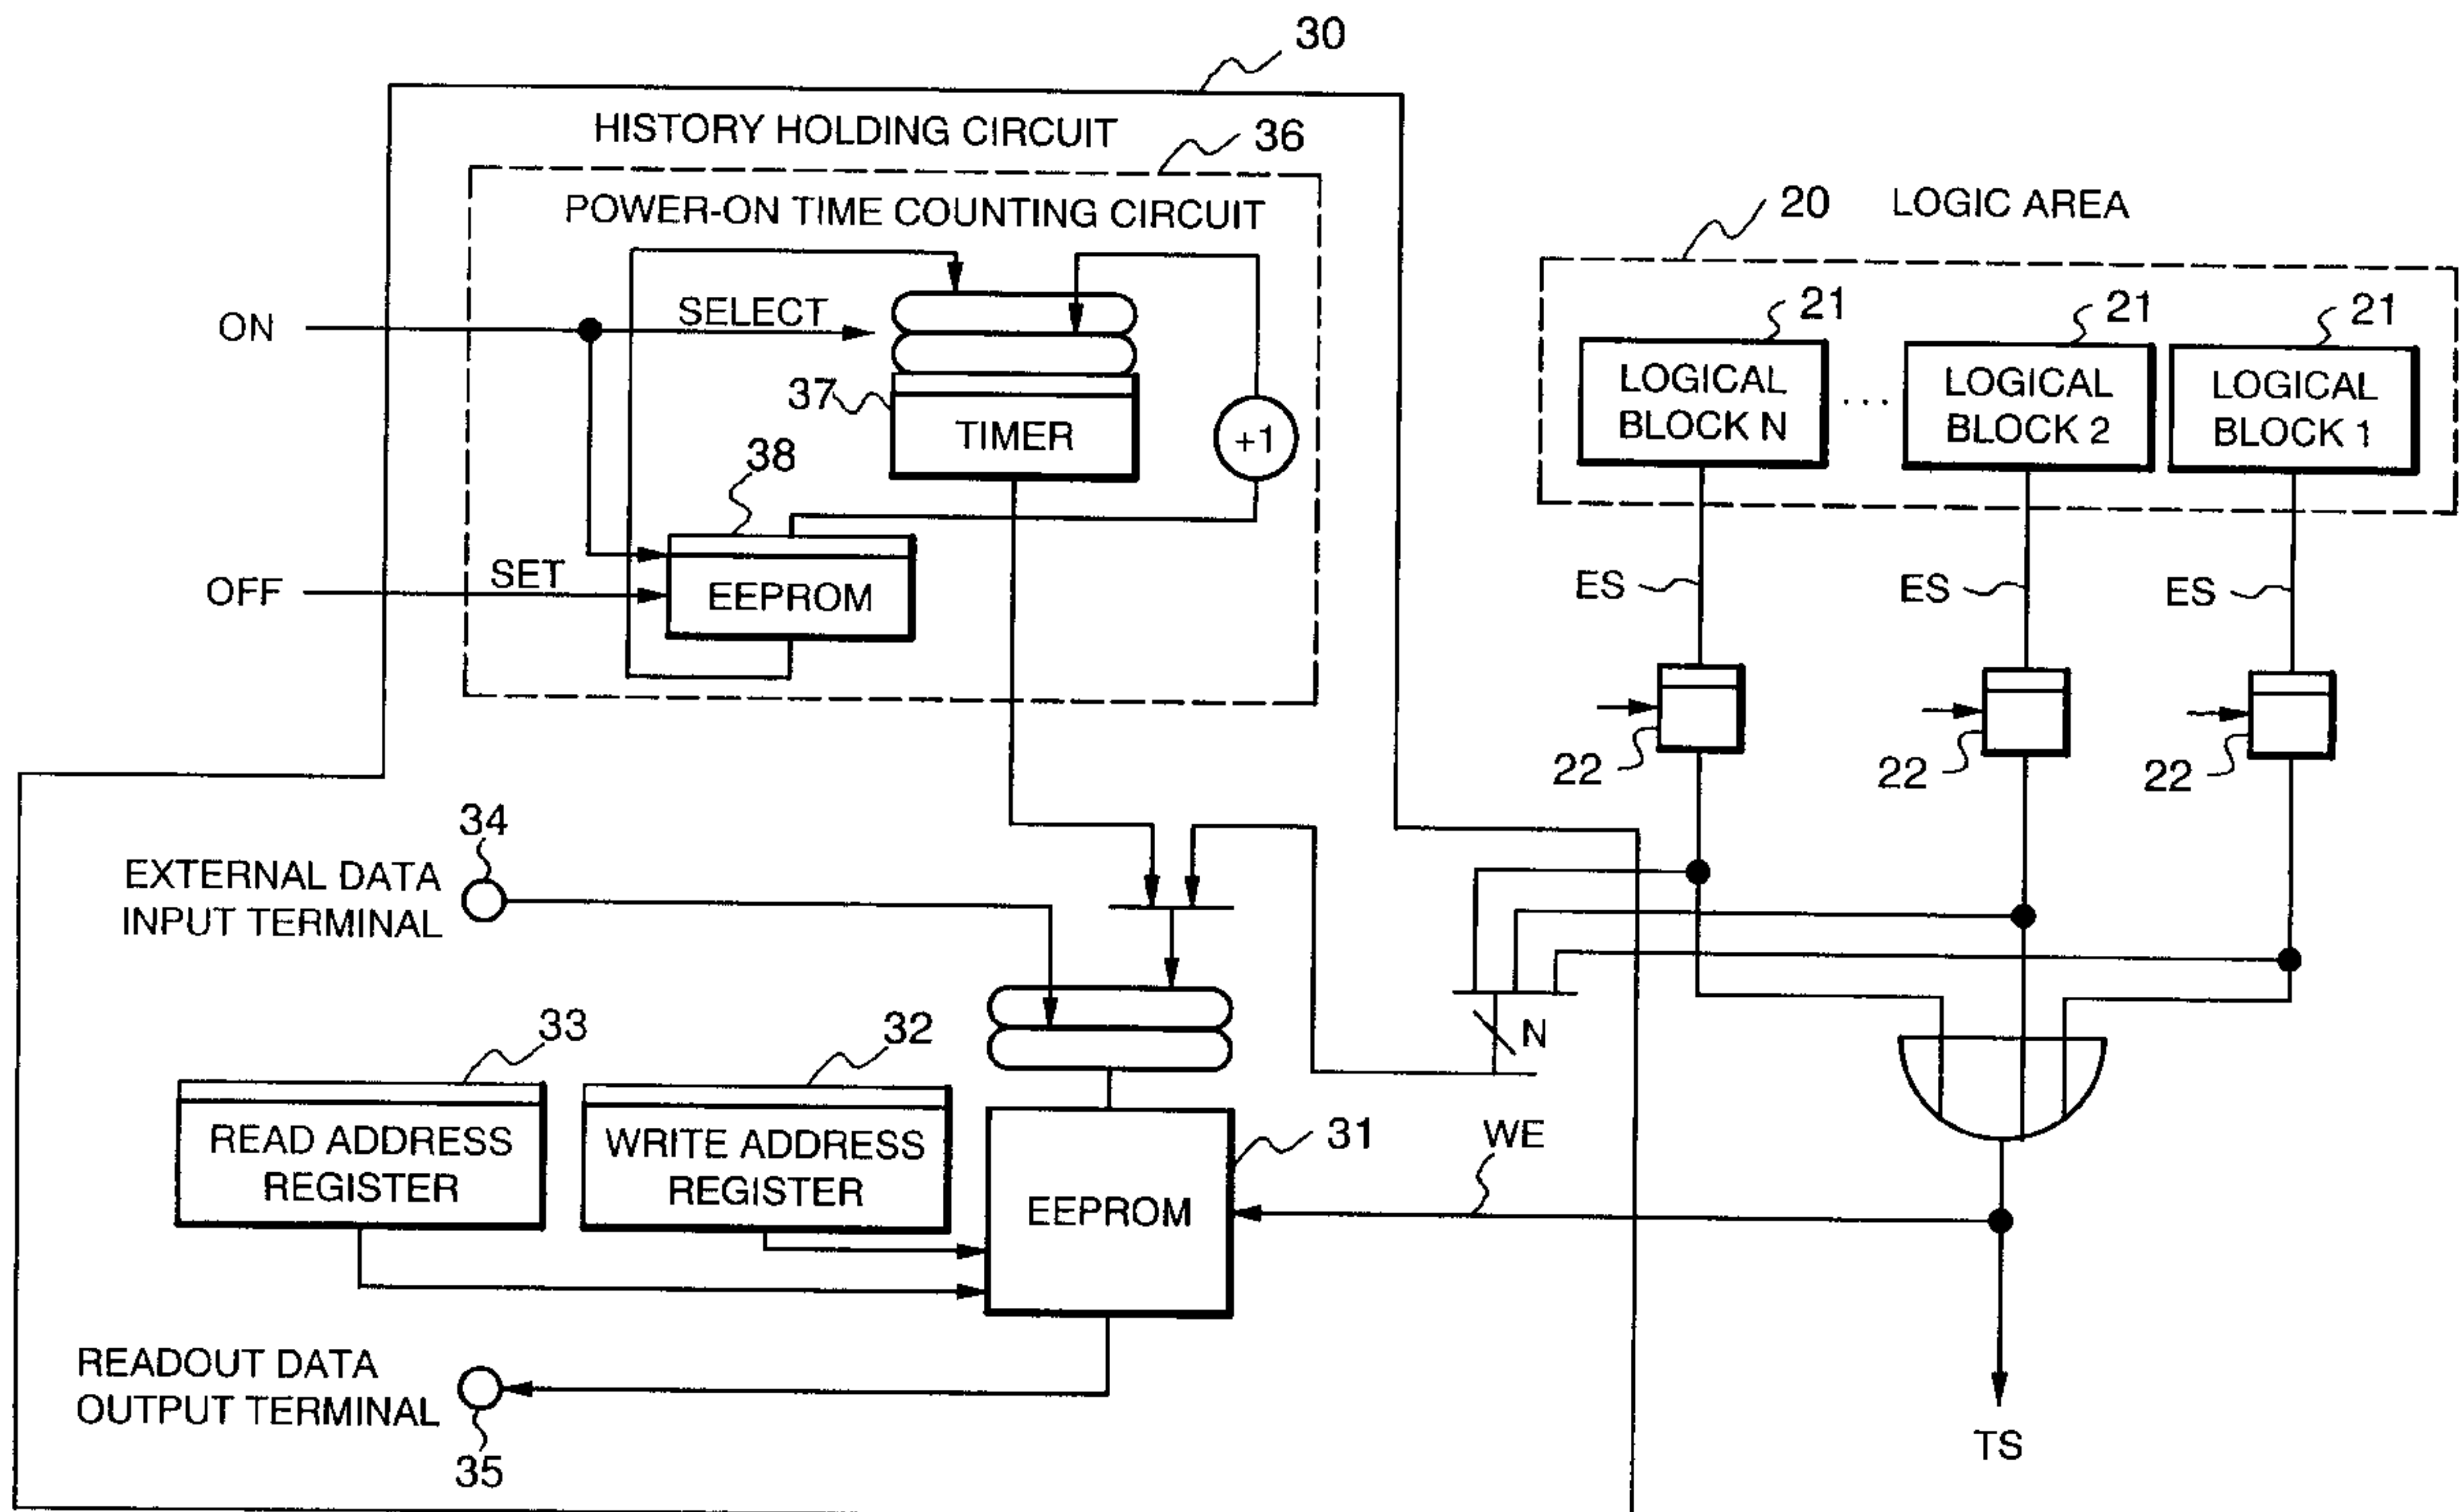 30
HISTORY HOLDING CIRCUIT
36
POWER-ON TIME COUNTING CIRCUIT
ON
SELECT
37
TIMER
+1
38
OFF
SET
EEPROM
20 LOGIC AREA
21
21
21
LOGICAL
BLOCK N
...
LOGICAL
BLOCK 2
LOGICAL
BLOCK 1
ES
ES
ES
22
22
22
34
EXTERNAL DATA
INPUT TERMINAL
N
33
32
READ ADDRESS
REGISTER
WRITE ADDRESS
REGISTER
31
EEPROM
WE
READOUT DATA
OUTPUT TERMINAL
35
TS